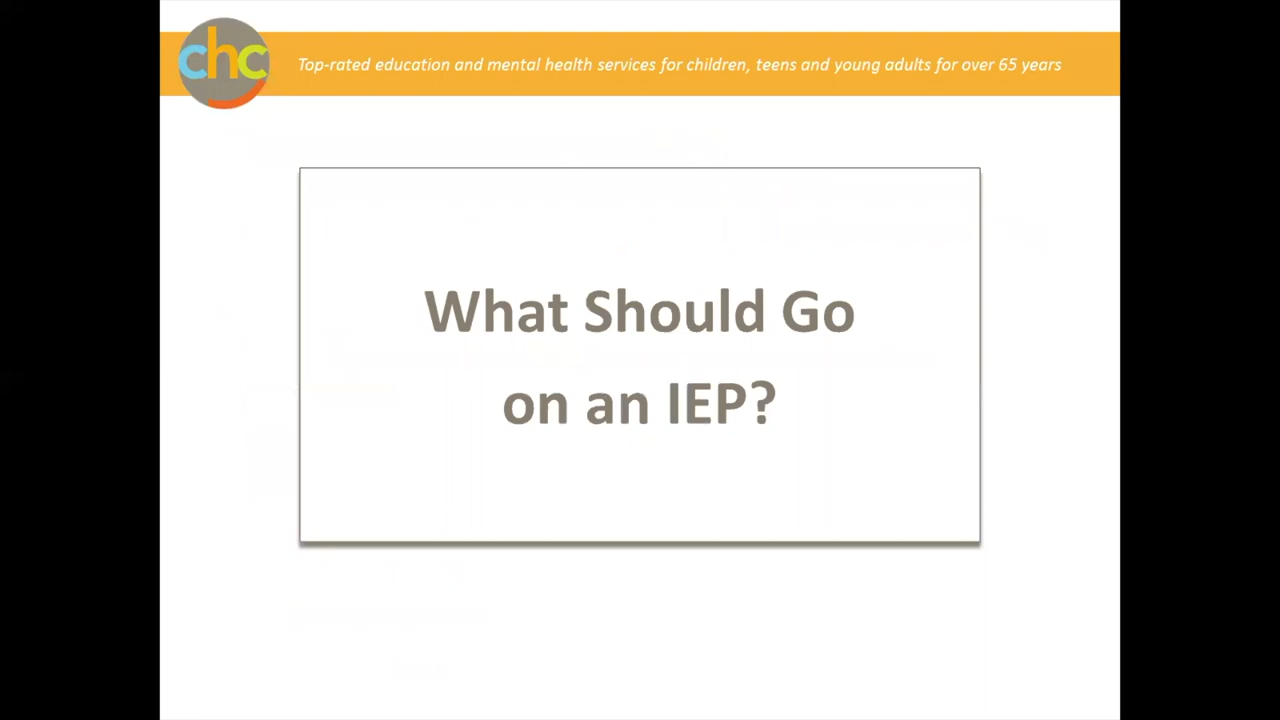 chc
Top-rated education and mental health services for children, teens and young adults for over 65 years
What Should Go
on an IEP?